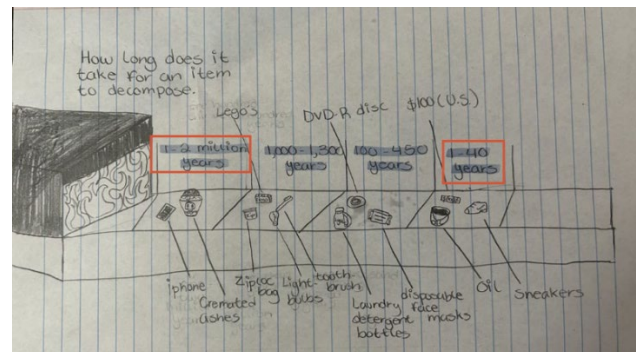 How long does it
take for an item
to decompose.
Lego's
DVD-R disc
$100 (U.S)
1-2 million
years
1,000-1,300
years
100-450
years
1-40
years
iphone
Cremated
ashes
Ziploc
bag
Light-
bulbs
tooth-
brush
Laundry
detergent
bottles
disposable
face
masks
Oil
Sneakers